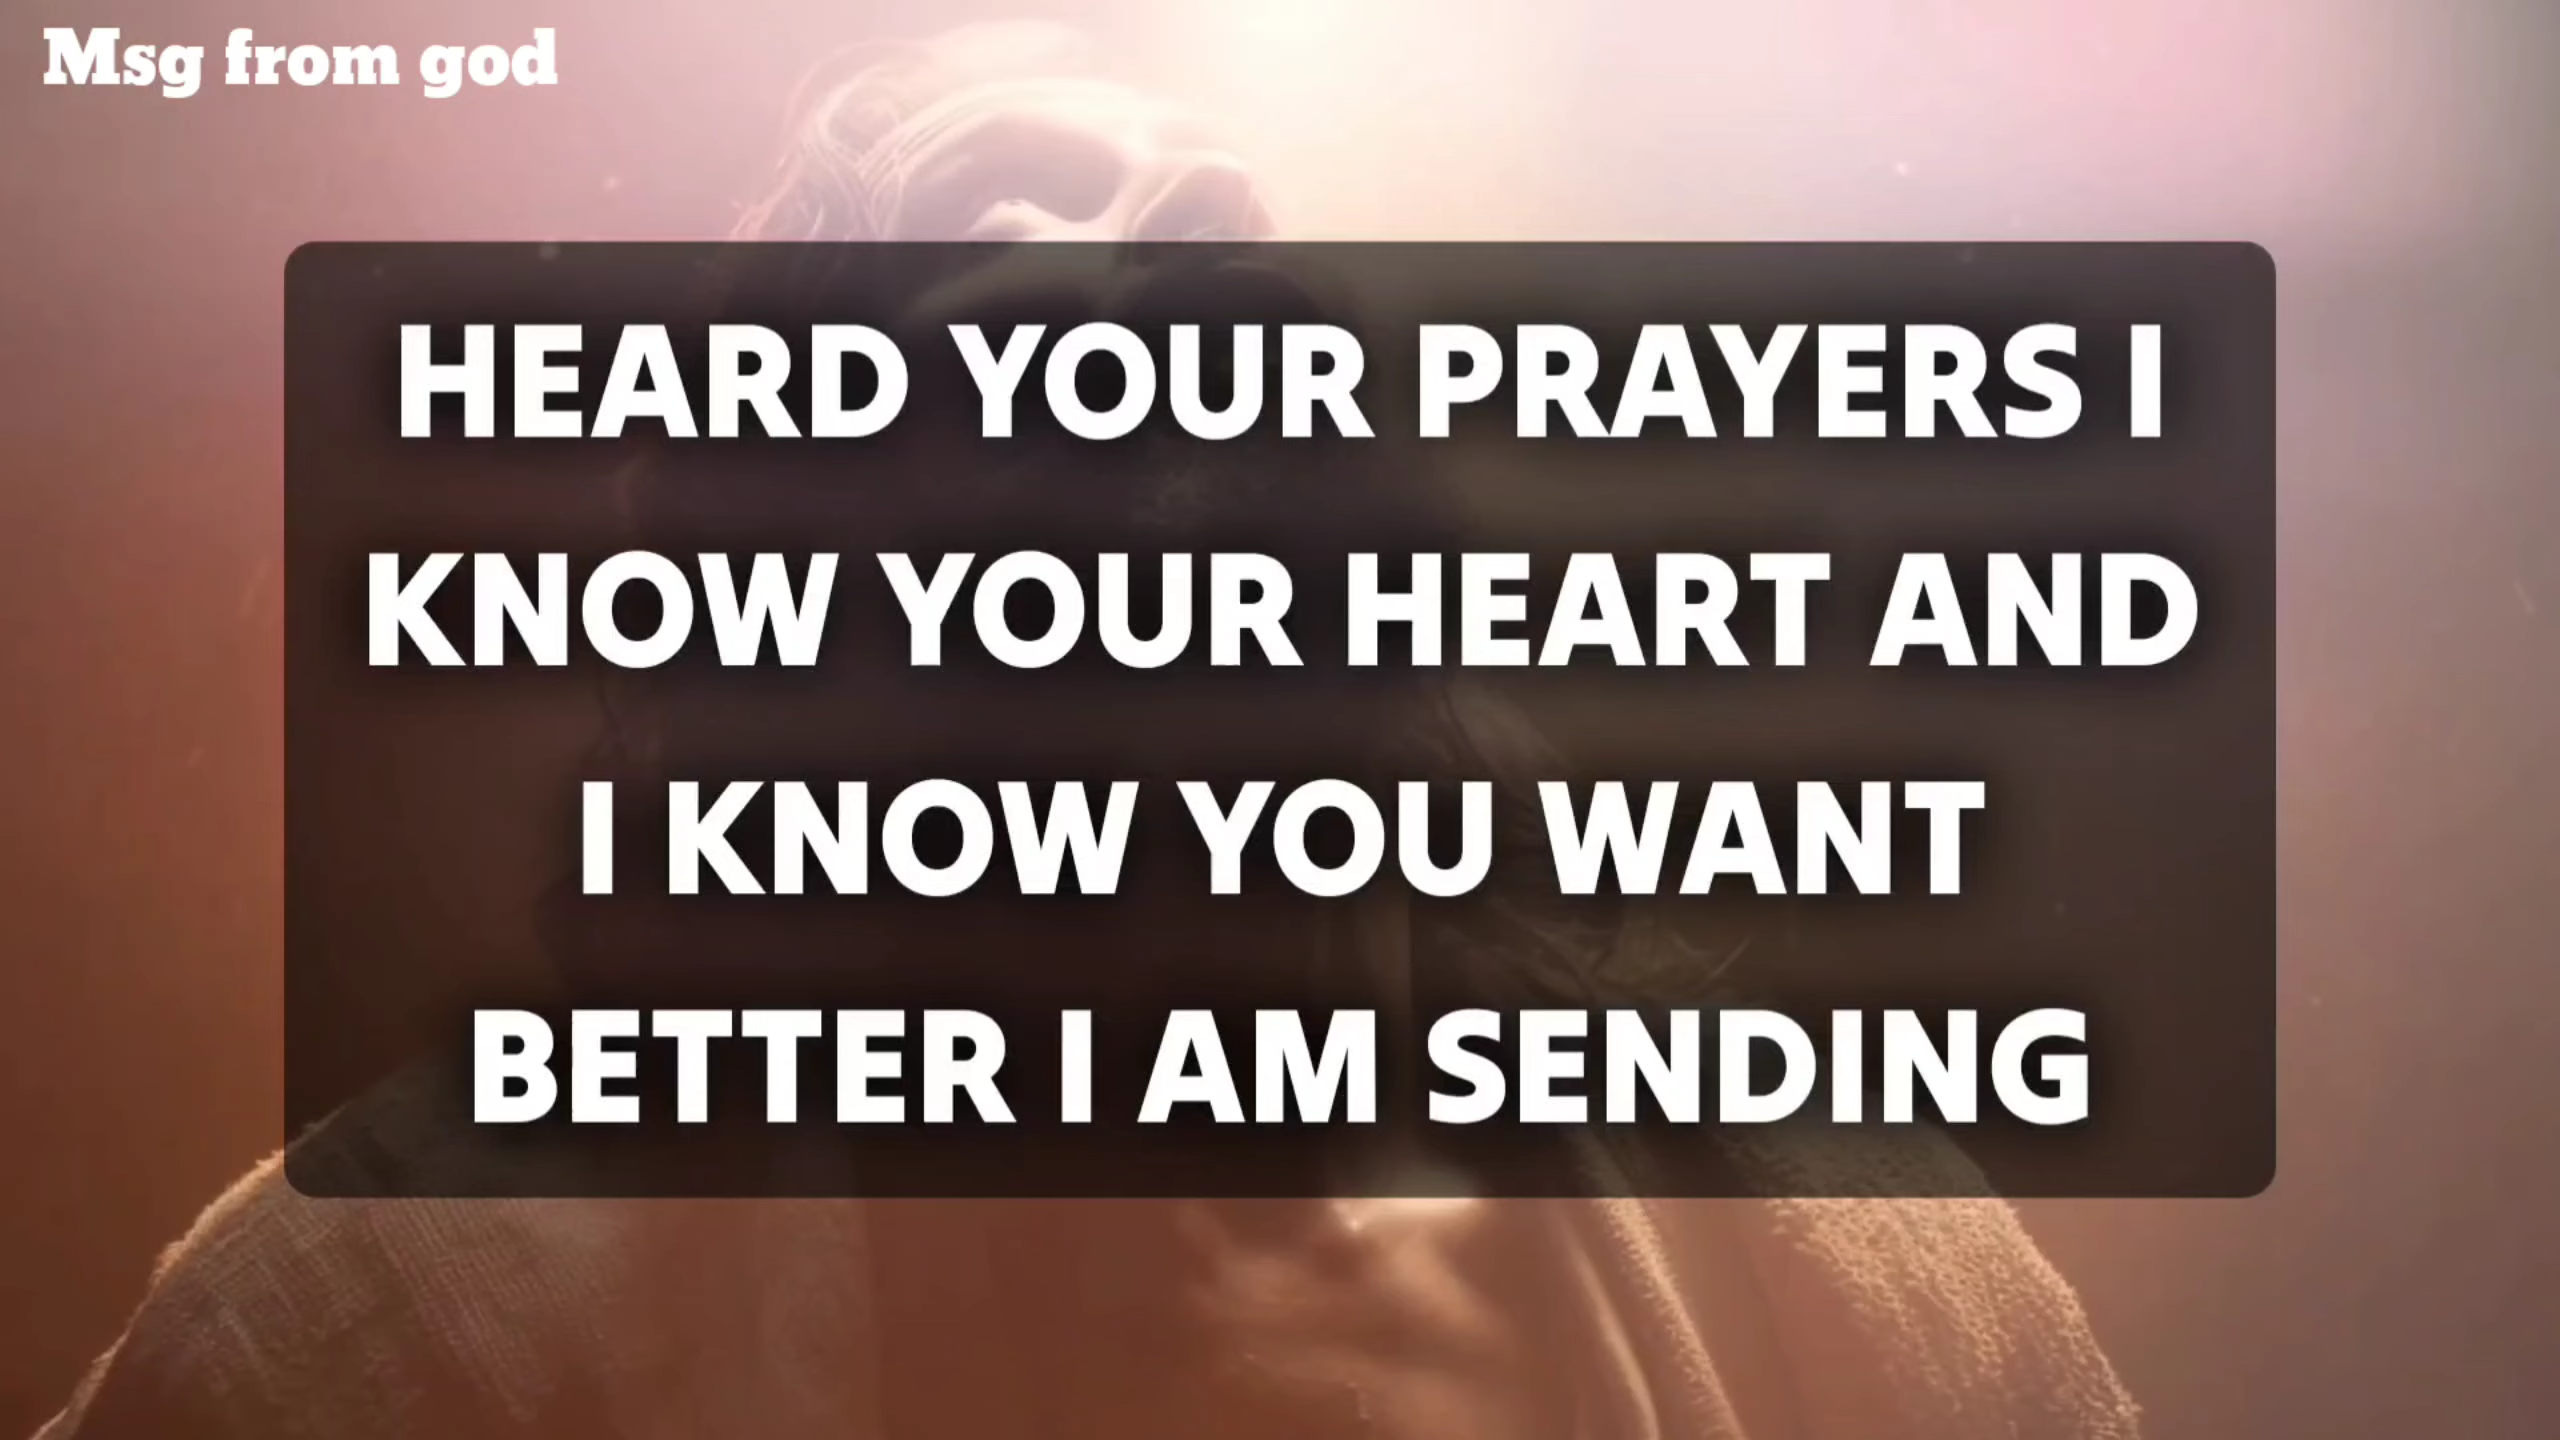 Msg from god
HEARD YOUR PRAYERS I
KNOW YOUR HEART AND
I KNOW YOU WANT
BETTER I AM SENDING